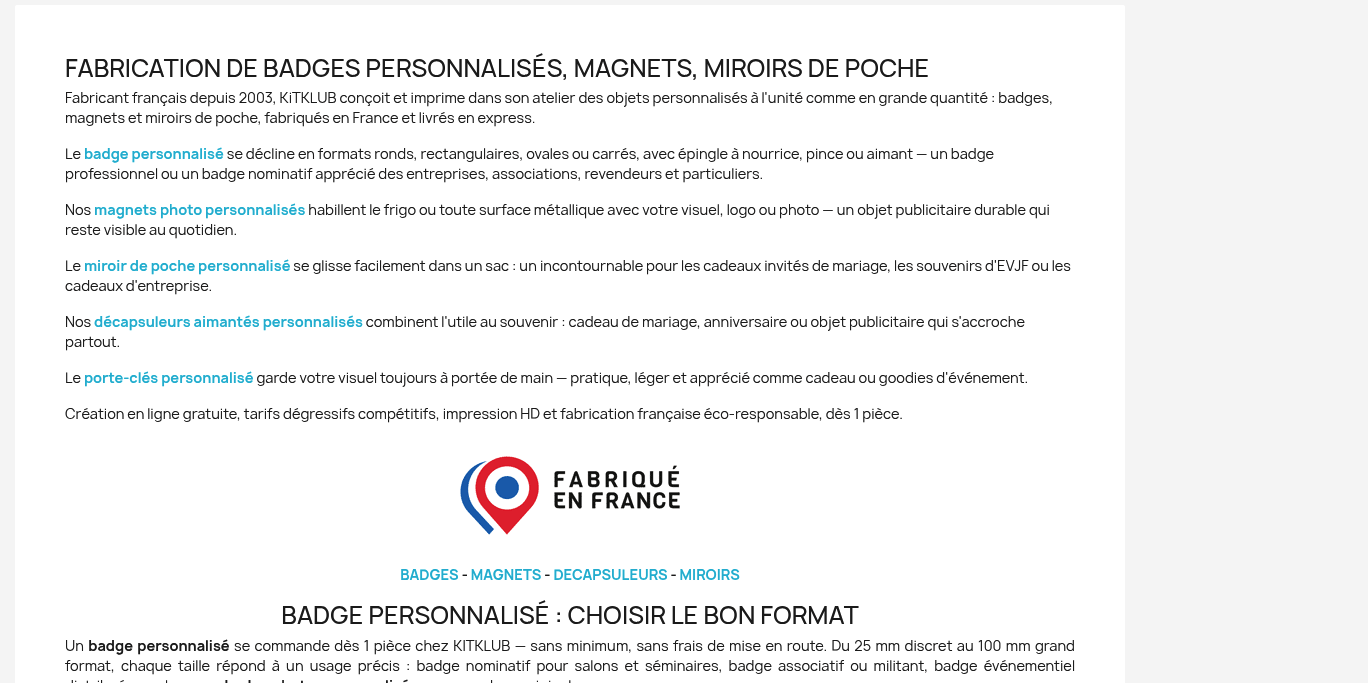 FABRICATION DE BADGES PERSONNALISÉS, MAGNETS, MIROIRS DE POCHE
Fabricant français depuis 2003, KiTKLUB conçoit et imprime dans son atelier des objets personnalisés à l'unité comme en grande quantité : badges,
magnets et miroirs de poche, fabriqués en France et livrés en express.
Le badge personnalisé se décline en formats ronds, rectangulaires, ovales ou carrés, avec épingle à nourrice, pince ou aimant — un badge
professionnel ou un badge nominatif apprécié des entreprises, associations, revendeurs et particuliers.
Nos magnets photo personnalisés habillent le frigo ou toute surface métallique avec votre visuel, logo ou photo — un objet publicitaire durable qui
reste visible au quotidien.
Le miroir de poche personnalisé se glisse facilement dans un sac : un incontournable pour les cadeaux invités de mariage, les souvenirs d'EVJF ou les
cadeaux d'entreprise.
Nos décapsuleurs aimantés personnalisés combinent l'utile au souvenir : cadeau de mariage, anniversaire ou objet publicitaire qui s'accroche
partout.
Le porte-clés personnalisé garde votre visuel toujours à portée de main — pratique, léger et apprécié comme cadeau ou goodies d'événement.
Création en ligne gratuite, tarifs dégressifs compétitifs, impression HD et fabrication française éco-responsable, dès 1 pièce.
FABRIQUÉ
EN FRANCE
BADGES - MAGNETS - DECAPSULEURS - MIROIRS
BADGE PERSONNALISÉ : CHOISIR LE BON FORMAT
Un badge personnalisé se commande dès 1 pièce chez KITKLUB — sans minimum, sans frais de mise en route. Du 25 mm discret au 100 mm grand
format, chaque taille répond à un usage précis : badge nominatif pour salons et séminaires, badge associatif ou militant, badge événementiel